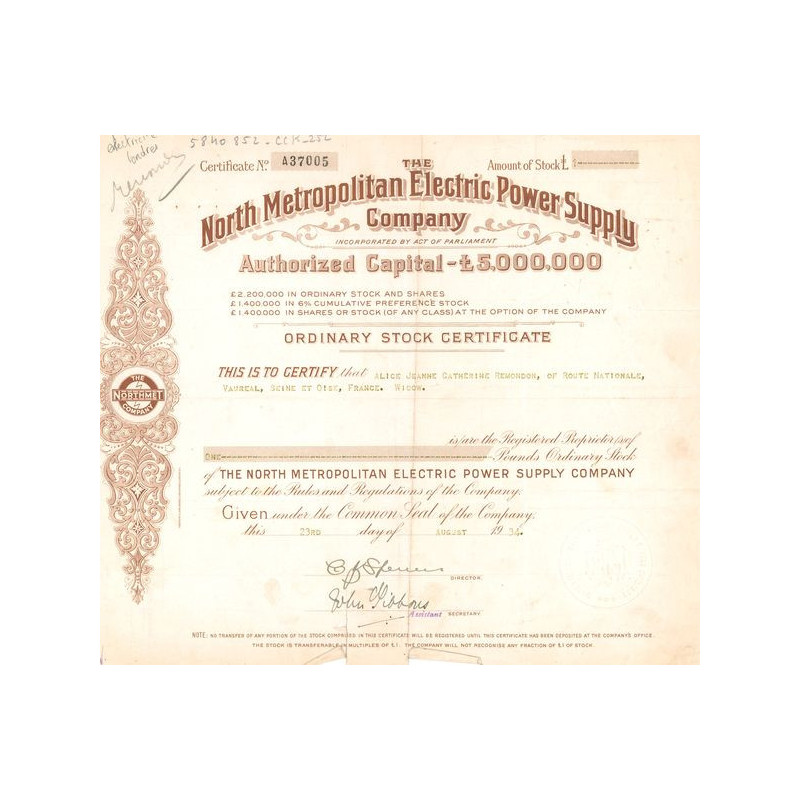 electricité
londres
5840 852 - CCK_252
Certificate No. A37005
Amount of Stock £ 1
THE
North Metropolitan Electric Power Supply
Company
INCORPORATED BY ACT OF PARLIAMENT
Authorized Capital - £5,000,000
£2.200,000 IN ORDINARY STOCK AND SHARES
£1.400000 IN 6% CUMULATIVE PREFERENCE STOCK
£1.400000 IN SHARES OR STOCK (OF ANY CLASS) AT THE OPTION OF THE COMPANY
ORDINARY STOCK CERTIFICATE
THIS IS TO CERTIFY that ALICE JEANNE CATHERINE REMONDON, OF ROUTE NATIONALE,
VAUREAL, SEINE ET OISE, FRANCE. WIDOW.
THE
NORTHMET
COMPANY
is/are the Registered Proprietor(s) of
ONE Pounds Ordinary Stock
of THE NORTH METROPOLITAN ELECTRIC POWER SUPPLY COMPANY
subject to the Rules and Regulations of the Company.
Given under the Common Seal of the Company,
this 23RD day of AUGUST 1934.
DIRECTOR.
John Gibbons
Assistant SECRETARY.
NOTE: NO TRANSFER OF ANY PORTION OF THE STOCK COMPRISED IN THIS CERTIFICATE WILL BE REGISTERED UNTIL THIS CERTIFICATE HAS BEEN DEPOSITED AT THE COMPANY'S OFFICE.
THE STOCK IS TRANSFERABLE IN MULTIPLES OF £1. THE COMPANY WILL NOT RECOGNISE ANY FRACTION OF £1 OF STOCK.